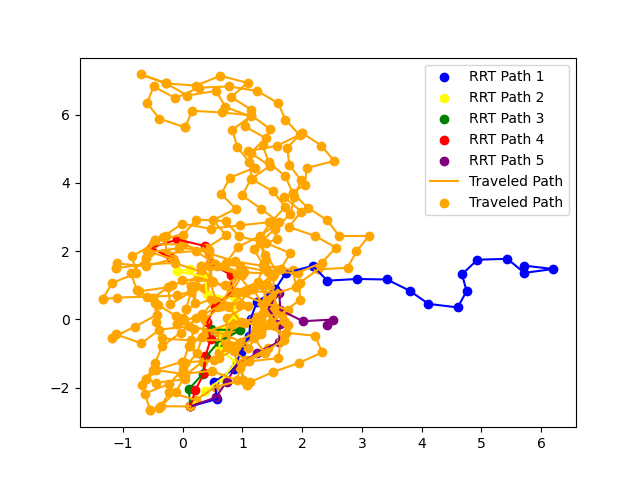 RRT Path 1
RRT Path 2
RRT Path 3
RRT Path 4
RRT Path 5
Traveled Path
Traveled Path
6
4
2
0
−2
−1 0 1 2 3 4 5 6